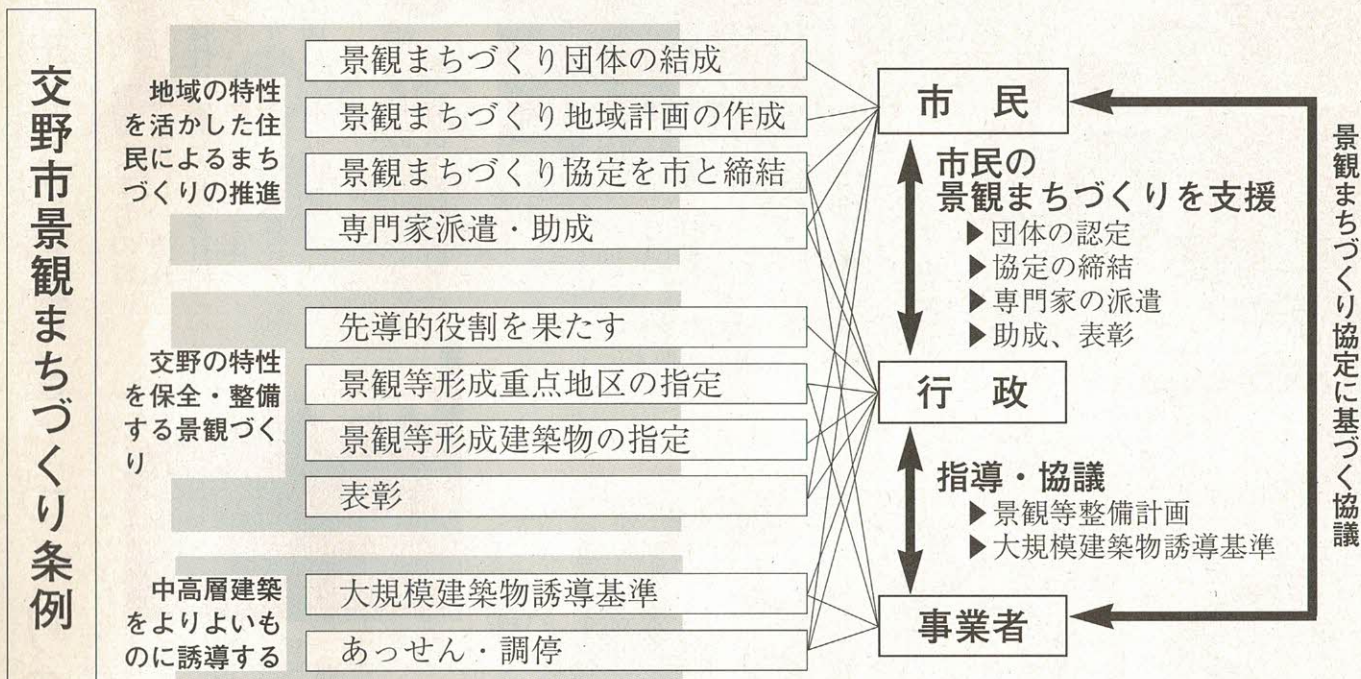 交野市景観まちづくり条例
地域の特性
を活かした住
民によるまち
づくりの推進
景観まちづくり団体の結成
景観まちづくり地域計画の作成
景観まちづくり協定を市と締結
専門家派遣・助成
交野の特性
を保全・整備
する景観づく
り
先導的役割を果たす
景観等形成重点地区の指定
景観等形成建築物の指定
表彰
中高層建築
をよりよいも
のに誘導する
大規模建築物誘導基準
あっせん・調停
市 民
市民の
景観まちづくりを支援
▶団体の認定
▶協定の締結
▶専門家の派遣
▶助成、表彰
行 政
指導・協議
▶景観等整備計画
▶大規模建築物誘導基準
事業者
景観まちづくり協定に基づく協議